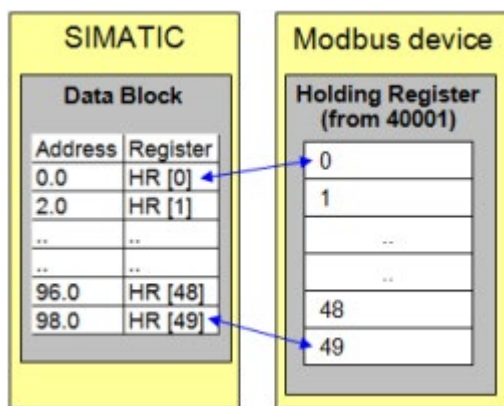 SIMATIC
Data Block
Address Register
0.0 HR [0]
2.0 HR [1]
.. ..
.. ..
96.0 HR [48]
98.0 HR [49]
Modbus device
Holding Register
(from 40001)
0
1
..
..
48
49